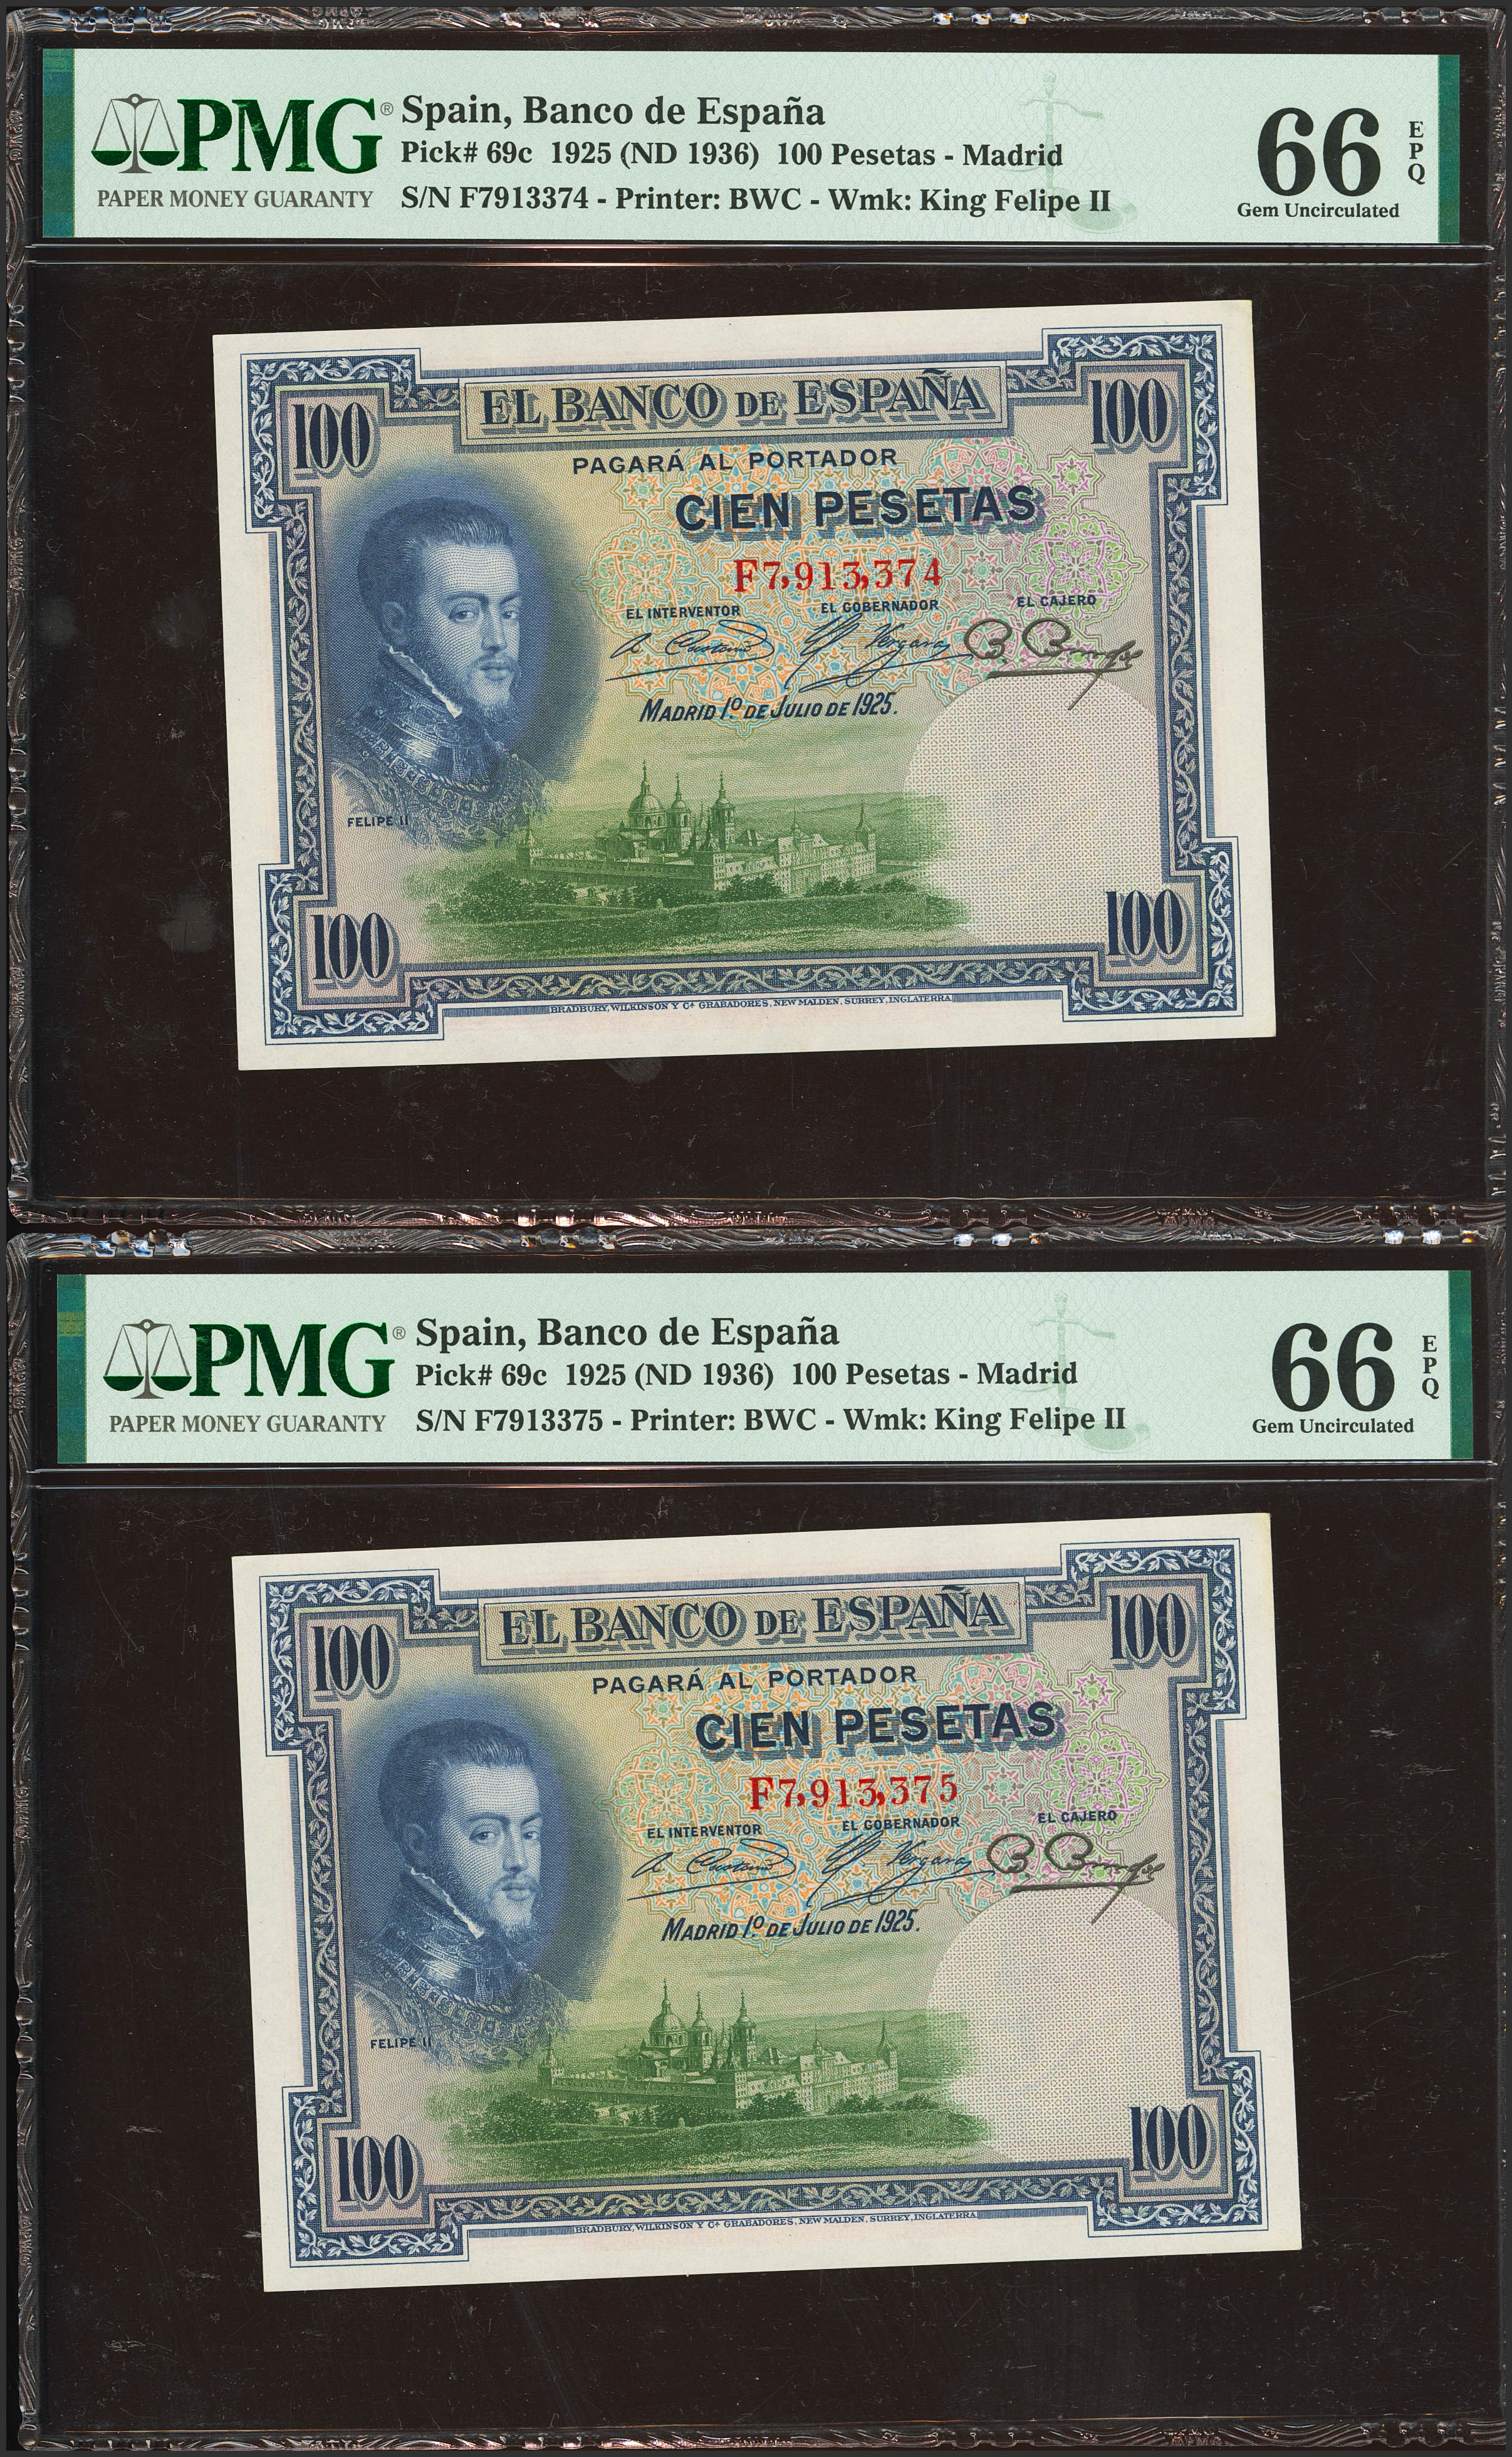 PMG®
PAPER MONEY GUARANTY
Spain, Banco de España
Pick# 69c 1925 (ND 1936) 100 Pesetas - Madrid
S/N F7913374 - Printer: BWC - Wmk: King Felipe II
66
EPQ
Gem Uncirculated
100
EL BANCO DE ESPAÑA
100
PAGARÁ AL PORTADOR
CIEN PESETAS
F7,913,374
EL INTERVENTOR EL GOBERNADOR EL CAJERO
MADRID 1º DE JULIO DE 1925.
FELIPE II
100
100
BRADBURY, WILKINSON Y Cª GRABADORES, NEW MALDEN, SURREY, INGLATERRA
PMG®
PAPER MONEY GUARANTY
Spain, Banco de España
Pick# 69c 1925 (ND 1936) 100 Pesetas - Madrid
S/N F7913375 - Printer: BWC - Wmk: King Felipe II
66
EPQ
Gem Uncirculated
100
EL BANCO DE ESPAÑA
100
PAGARÁ AL PORTADOR
CIEN PESETAS
F7,913,375
EL INTERVENTOR EL GOBERNADOR EL CAJERO
MADRID 1º DE JULIO DE 1925.
FELIPE II
100
100
BRADBURY, WILKINSON Y Cª GRABADORES, NEW MALDEN, SURREY, INGLATERRA